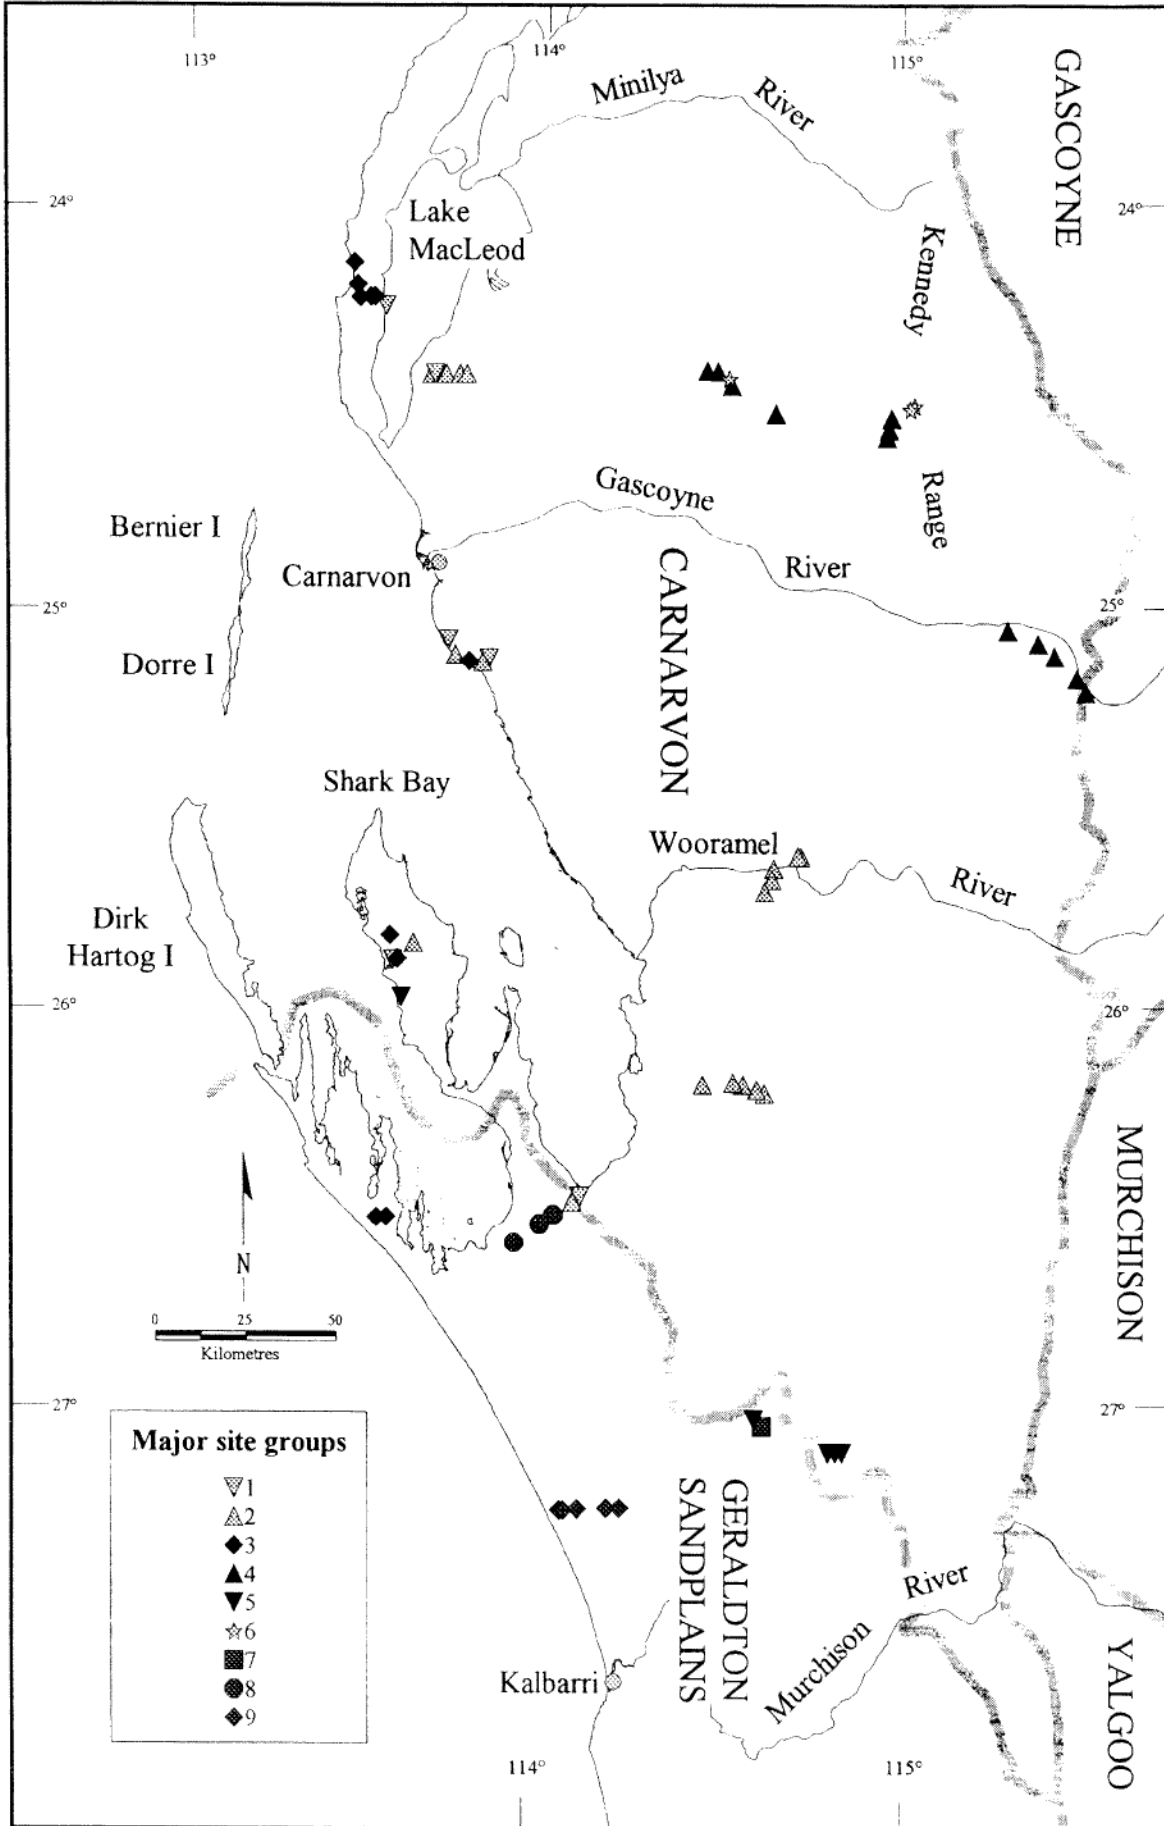 113°
114°
115°
GASCOYNE
Minilya
River
24°
24°
Lake
MacLeod
Kennedy
Range
Gascoyne
River
Bernier I
Carnarvon
25°
25°
Dorre I
CARNARVON
Shark Bay
Wooramel
River
Dirk
Hartog I
26°
26°
MURCHISON
N
0 25 50
Kilometres
27°
27°
Major site groups
1
2
3
4
5
6
7
8
9
GERALDTON
SANDPLAINS
River
Murchison
Kalbarri
YALGOO
114°
115°